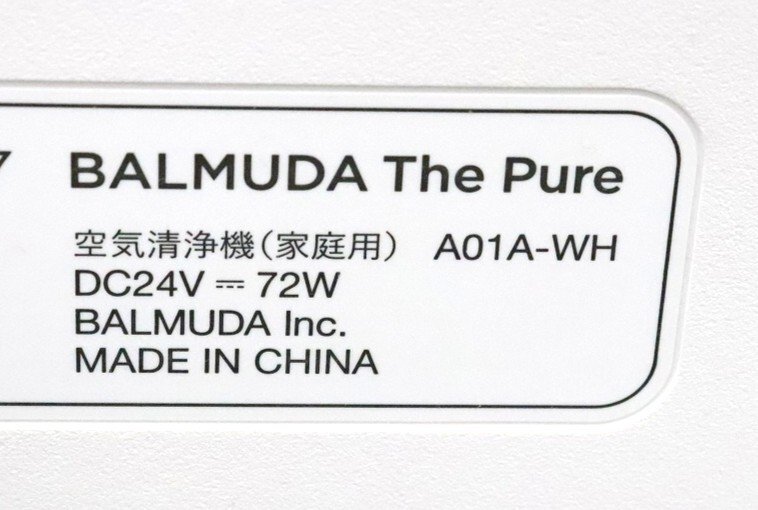 BALMUDA The Pure
空気清浄機（家庭用） A01A-WH
DC24V ⎓ 72W
BALMUDA Inc.
MADE IN CHINA